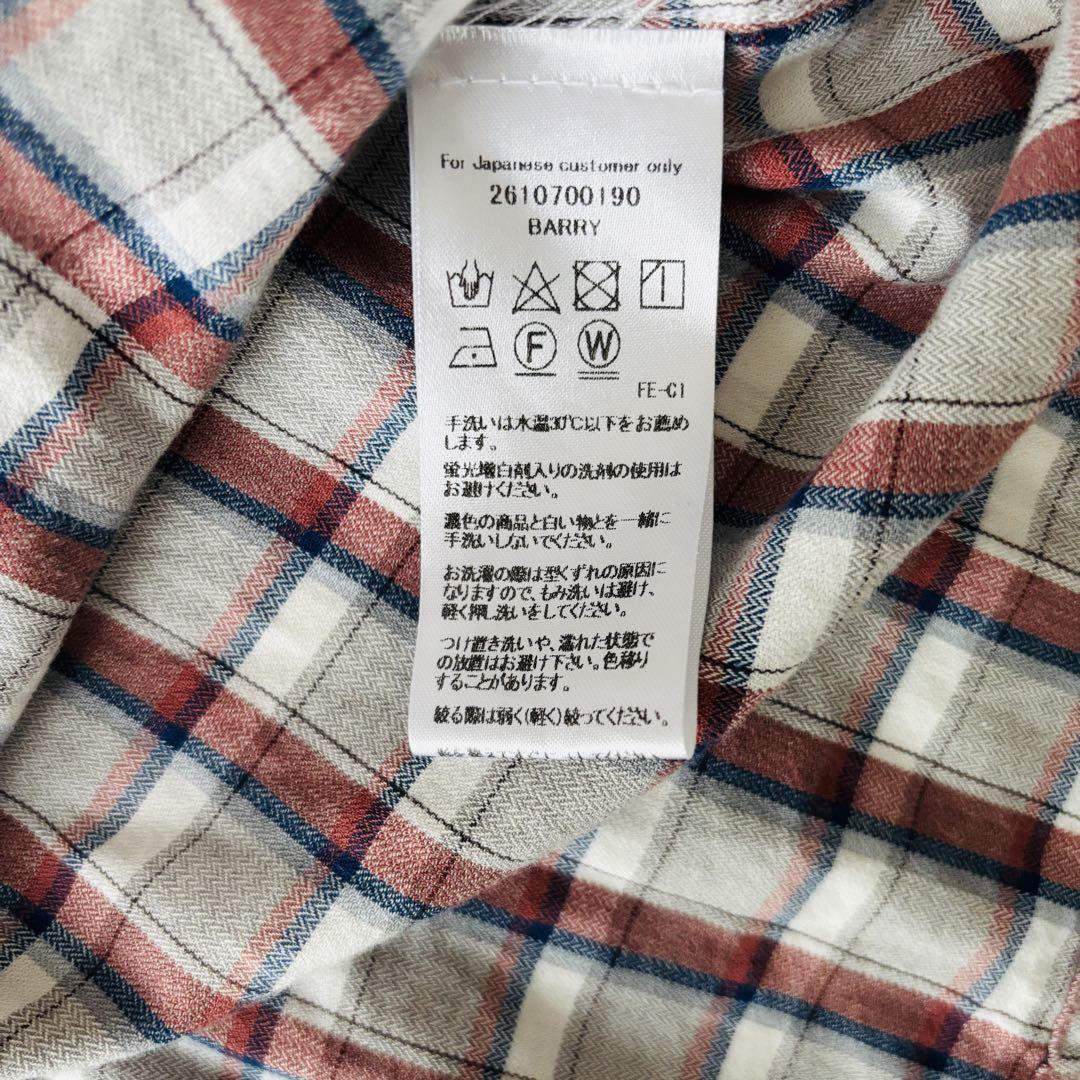 For Japanese customer only
2610700190
BARRY
F W
FE-CI
手洗いは水温30℃以下をお薦め
します。
蛍光増白剤入りの洗剤の使用は
お避けください。
濃色の商品と白い物とを一緒に
手洗いしないでください。
お洗濯の際は型くずれの原因に
なりますので、もみ洗いは避け、
軽く押し洗いをしてください。
つけ置き洗いや、濡れた状態で
の放置はお避け下さい。色移り
することがあります。
絞る際は弱く(軽く)絞ってください。